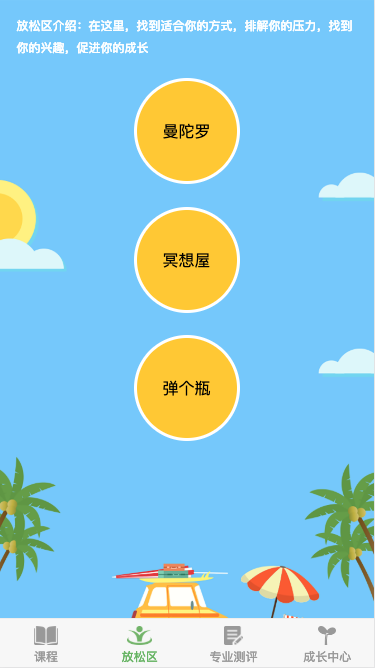 放松区介绍：在这里，找到适合你的方式，排解你的压力，找到
你的兴趣，促进你的成长
曼陀罗
冥想屋
弹个瓶
课程
放松区
专业测评
成长中心